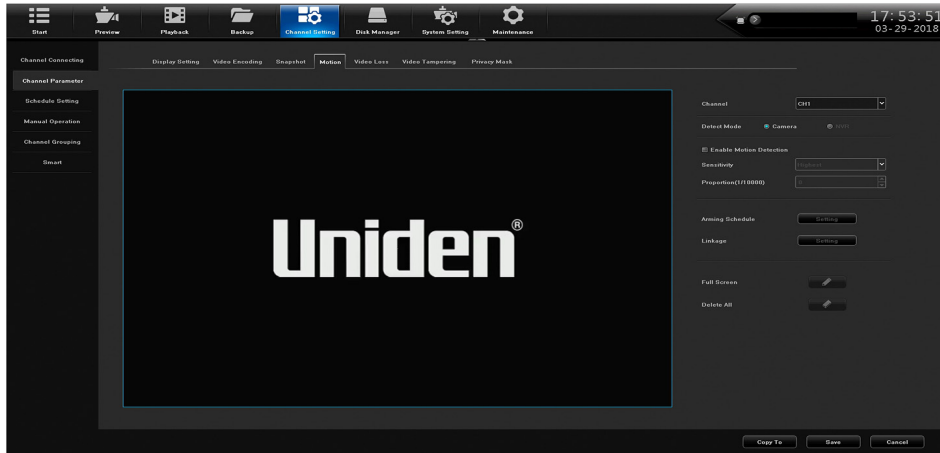 Start Preview Playback Backup Channel Setting Disk Manager System Setting Maintenance
17:53:51
03-29-2018
Channel Connecting
Channel Parameter
Schedule Setting
Manual Operation
Channel Grouping
Smart
Display Setting Video Encoding Snapshot Motion Video Loss Video Tampering Privacy Mask
Uniden®
Channel CH1
Detect Mode Camera NVR
Enable Motion Detection
Sensitivity Highest
Proportion(1/10000) 0
Arming Schedule Setting
Linkage Setting
Full Screen
Delete All
Copy To Save Cancel